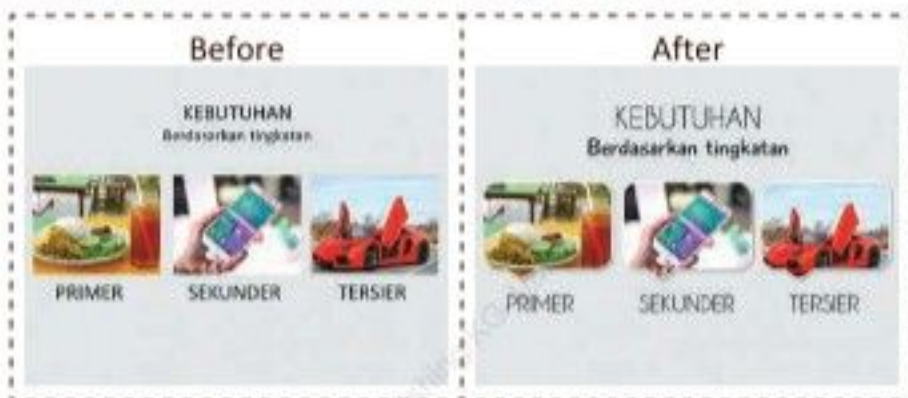 Before
KEBUTUHAN
Berdasarkan tingkatan
PRIMER
SEKUNDER
TERSIER
After
KEBUTUHAN
Berdasarkan tingkatan
PRIMER
SEKUNDER
TERSIER